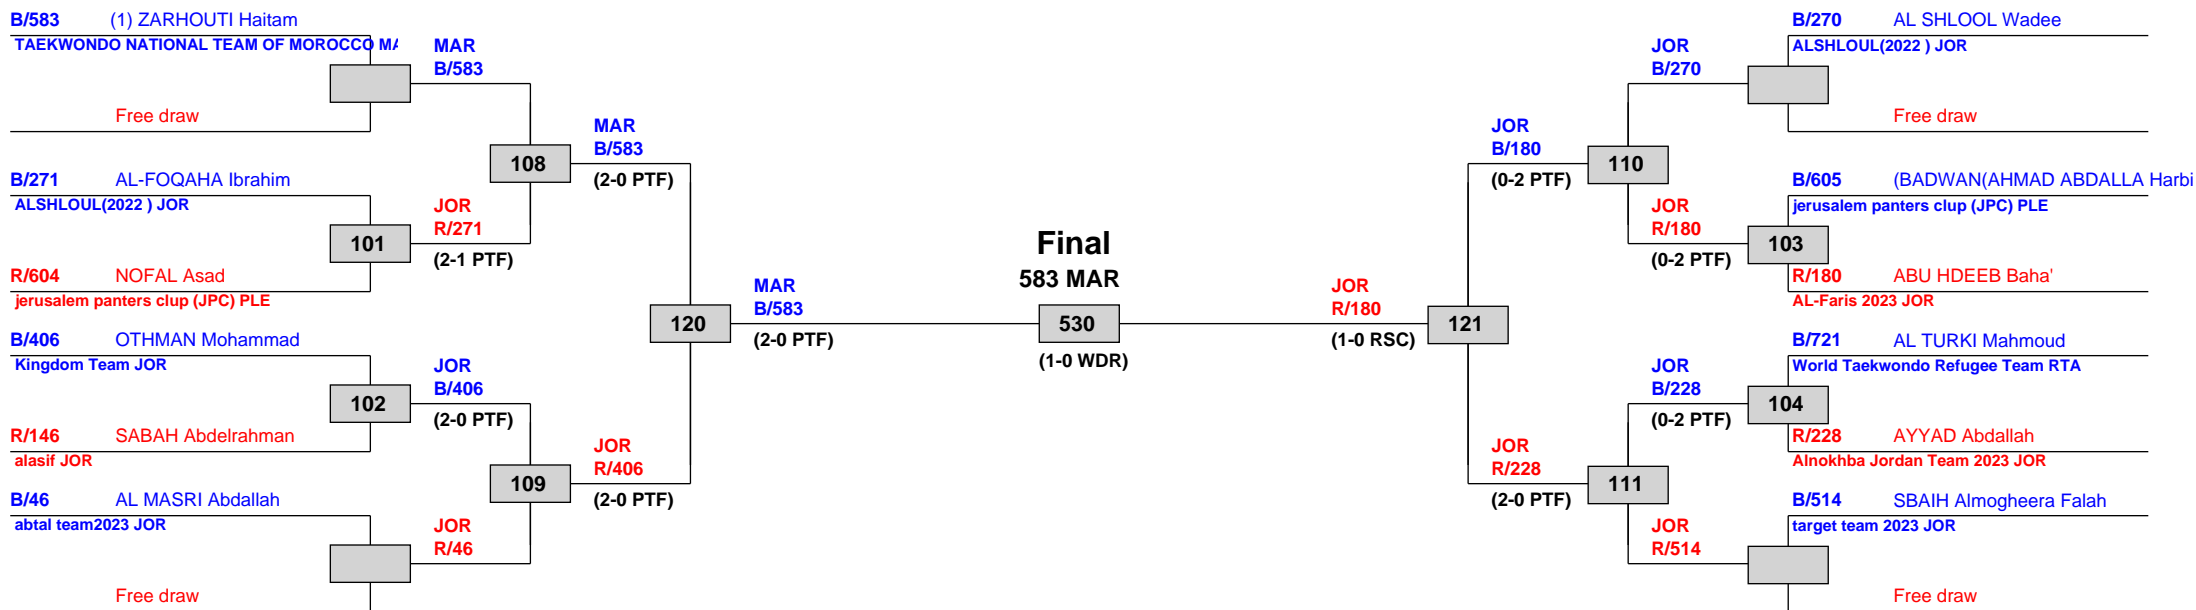 B/583 (1) ZARHOUTI Haitam
TAEKWONDO NATIONAL TEAM OF MOROCCO MA
Free draw
B/271 AL-FOQAHA Ibrahim
ALSHLOUL(2022 ) JOR
101
R/604 NOFAL Asad
jerusalem panters clup (JPC) PLE
B/406 OTHMAN Mohammad
Kingdom Team JOR
102
R/146 SABAH Abdelrahman
alasif JOR
B/46 AL MASRI Abdallah
abtal team2023 JOR
Free draw
MAR
B/583
108
JOR
R/271
(2-1 PTF)
JOR
B/406
(2-0 PTF)
109
JOR
R/46
MAR
B/583
(2-0 PTF)
120
JOR
R/406
(2-0 PTF)
MAR
B/583
(2-0 PTF)
Final
583 MAR
530
(1-0 WDR)
JOR
R/180
(1-0 RSC)
121
JOR
B/180
(0-2 PTF)
110
JOR
R/228
(2-0 PTF)
111
JOR
B/270
JOR
R/180
(0-2 PTF)
JOR
B/228
(0-2 PTF)
JOR
R/514
B/270 AL SHLOOL Wadee
ALSHLOUL(2022 ) JOR
Free draw
B/605 (BADWAN(AHMAD ABDALLA Harbi
jerusalem panters clup (JPC) PLE
103
R/180 ABU HDEEB Baha'
AL-Faris 2023 JOR
B/721 AL TURKI Mahmoud
World Taekwondo Refugee Team RTA
104
R/228 AYYAD Abdallah
Alnokhba Jordan Team 2023 JOR
B/514 SBAIH Almogheera Falah
target team 2023 JOR
Free draw